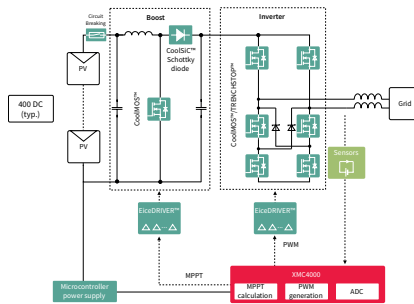 Circuit
Breaking
Boost
Inverter
CoolSiC™
Schottky
diode
PV
CoolMOS™
CoolMOS™/TRENCHSTOP™
400 DC
(typ.)
Grid
PV
Sensors
EiceDRIVER™
EiceDRIVER™
MPPT
PWM
XMC4000
Microcontroller
power supply
MPPT
calculation
PWM
generation
ADC